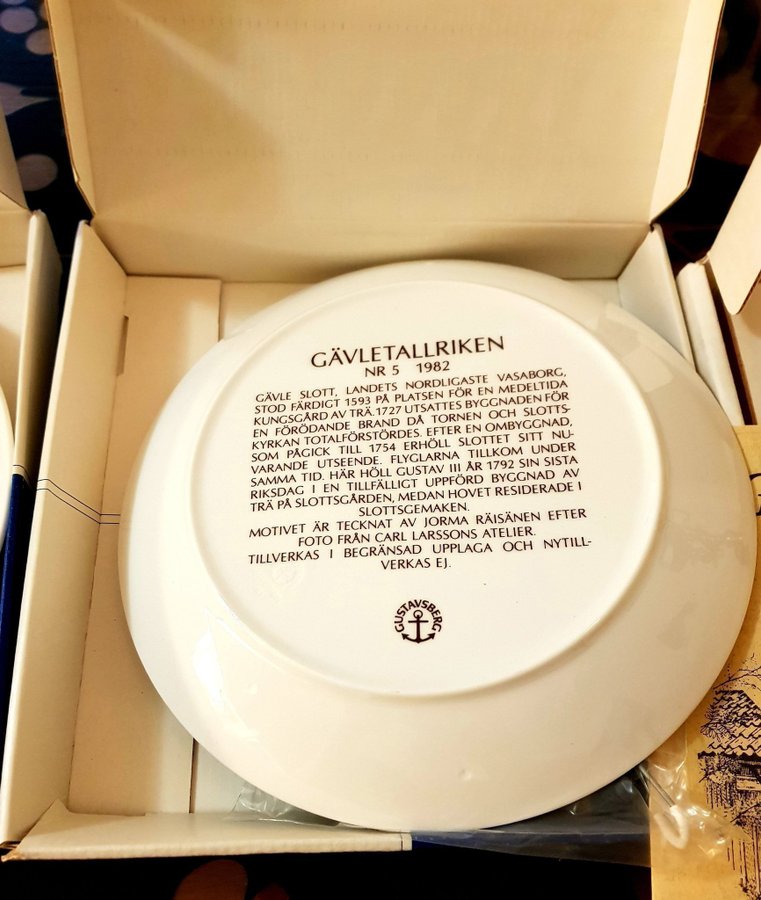 GÄVLETALLRIKEN
NR 5 1982
GÄVLE SLOTT, LANDETS NORDLIGASTE VASABORG,
STOD FÄRDIGT 1593 PÅ PLATSEN FÖR EN MEDELTIDA
KUNGSGÅRD AV TRÄ.1727 UTSATTES BYGGNADEN FÖR
EN FÖRÖDANDE BRAND DÅ TORNEN OCH SLOTTS-
KYRKAN TOTALFÖRSTÖRDES. EFTER EN OMBYGGNAD,
SOM PÅGICK TILL 1754 ERHÖLL SLOTTET SITT NU-
VARANDE UTSEENDE. FLYGLARNA TILLKOM UNDER
SAMMA TID. HÄR HÖLL GUSTAV III ÅR 1792 SIN SISTA
RIKSDAG I EN TILLFÄLLIGT UPPFÖRD BYGGNAD AV
TRÄ PÅ SLOTTSGÅRDEN, MEDAN HOVET RESIDERADE I
SLOTTSGEMAKEN.
MOTIVET ÄR TECKNAT AV JORMA RÄISÄNEN EFTER
FOTO FRÅN CARL LARSSONS ATELIER.
TILLVERKAS I BEGRÄNSAD UPPLAGA OCH NYTILL-
VERKAS EJ.
GUSTAVSBERG